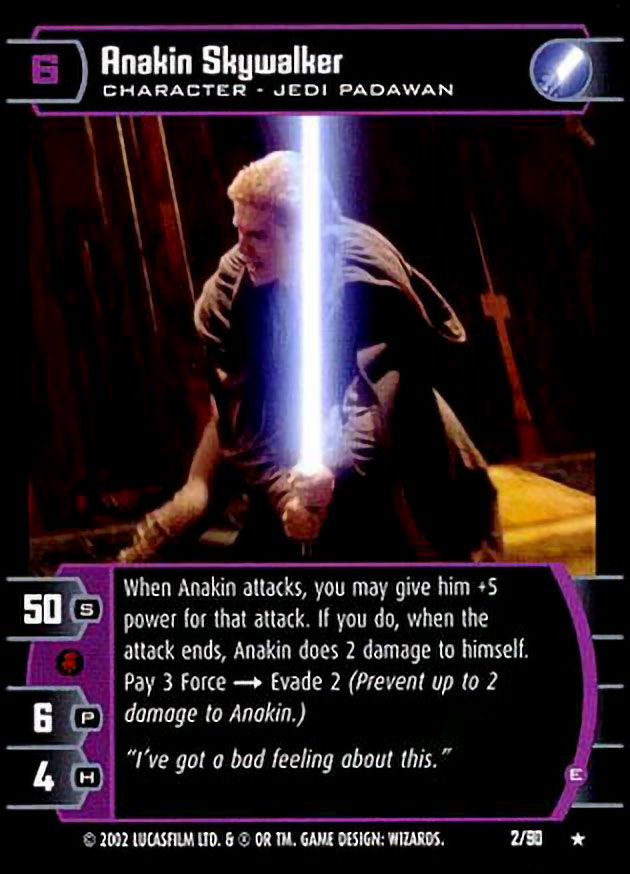 6
Anakin Skywalker
CHARACTER - JEDI PADAWAN
When Anakin attacks, you may give him +5
power for that attack. If you do, when the
attack ends, Anakin does 2 damage to himself.
Pay 3 Force → Evade 2 (Prevent up to 2
damage to Anakin.)
"I've got a bad feeling about this."
50 S
6 P
4 H
E
© 2002 LUCASFILM LTD. & ® OR TM. GAME DESIGN: WIZARDS.
2/90 ★